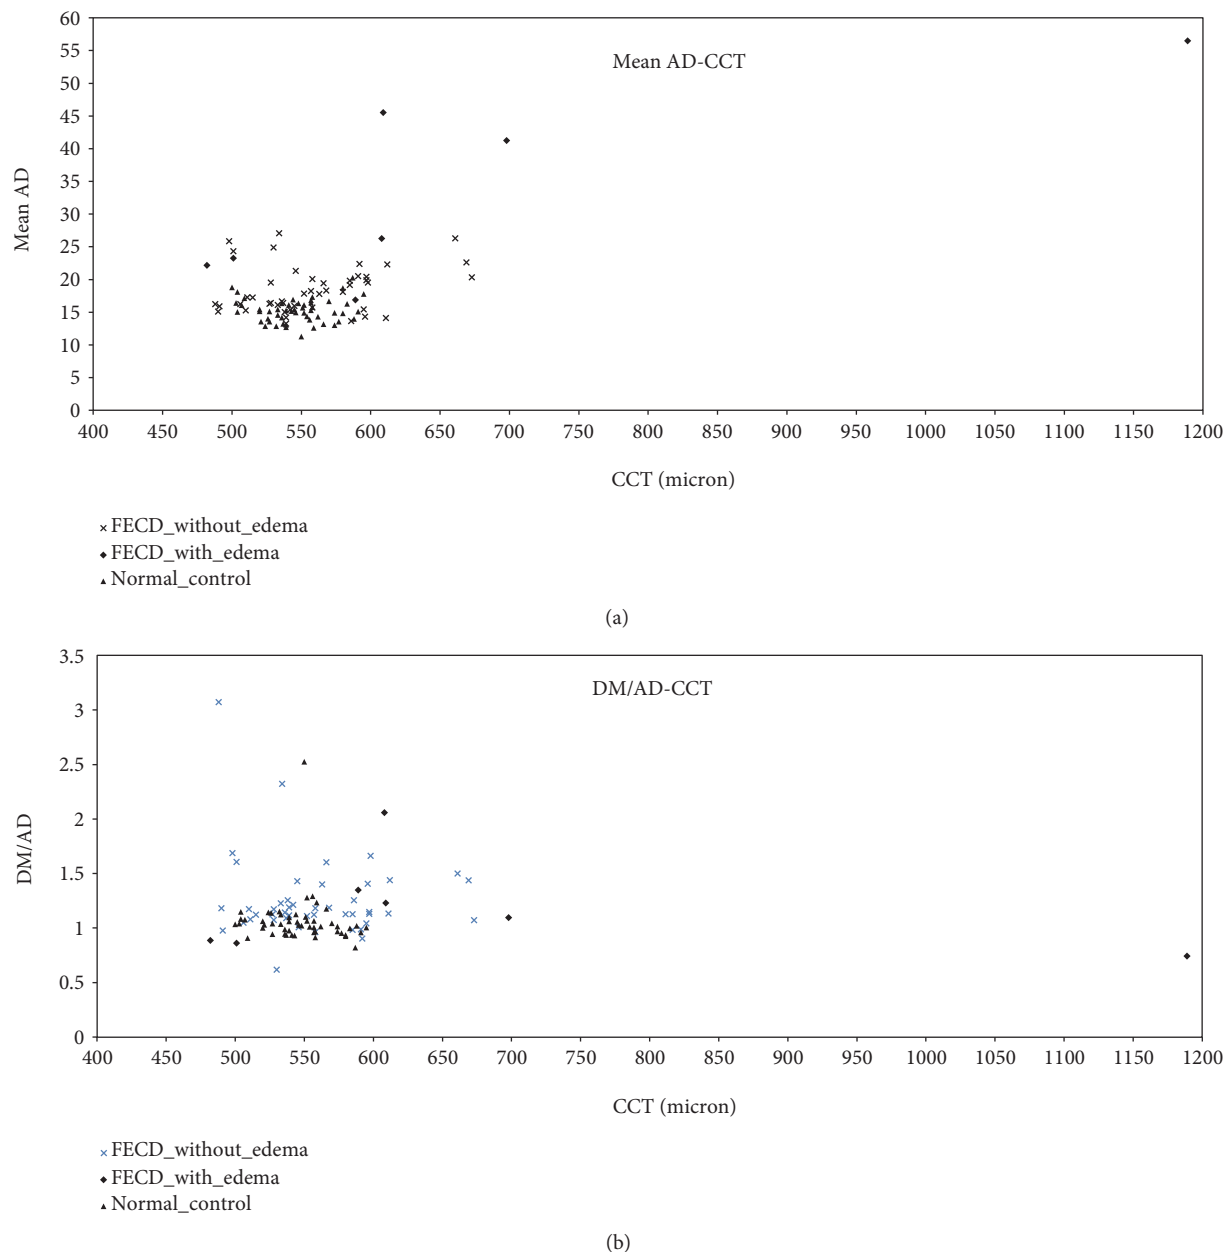 60
55
50
45
40
35
30
25
20
15
10
5
0
Mean AD
Mean AD-CCT
400 450 500 550 600 650 700 750 800 850 900 950 1000 1050 1100 1150 1200
CCT (micron)
FECD_without_edema
FECD_with_edema
Normal_control
(a)
3.5
3
2.5
2
1.5
1
0.5
0
DM/AD
DM/AD-CCT
400 450 500 550 600 650 700 750 800 850 900 950 1000 1050 1100 1150 1200
CCT (micron)
FECD_without_edema
FECD_with_edema
Normal_control
(b)